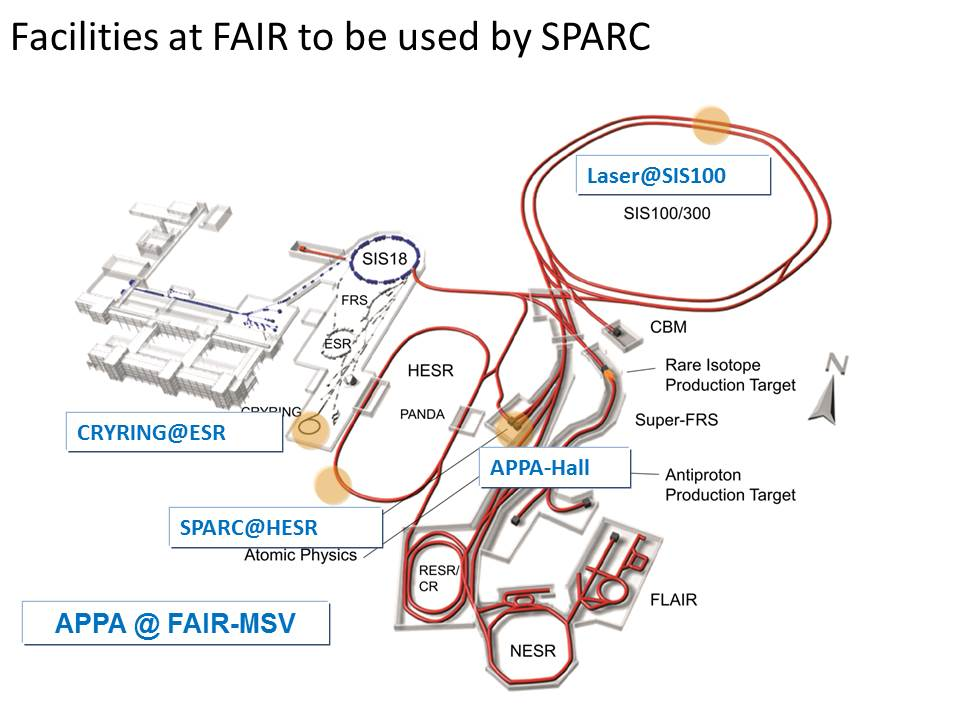 Facilities at FAIR to be used by SPARC
Laser@SIS100
SIS100/300
SIS18
FRS
ESR
CBM
HESR
Rare Isotope
Production Target
N
PANDA
CRYRING
Super-FRS
CRYRING@ESR
APPA-Hall
Antiproton
Production Target
SPARC@HESR
Atomic Physics
RESR/
CR
FLAIR
APPA @ FAIR-MSV
NESR